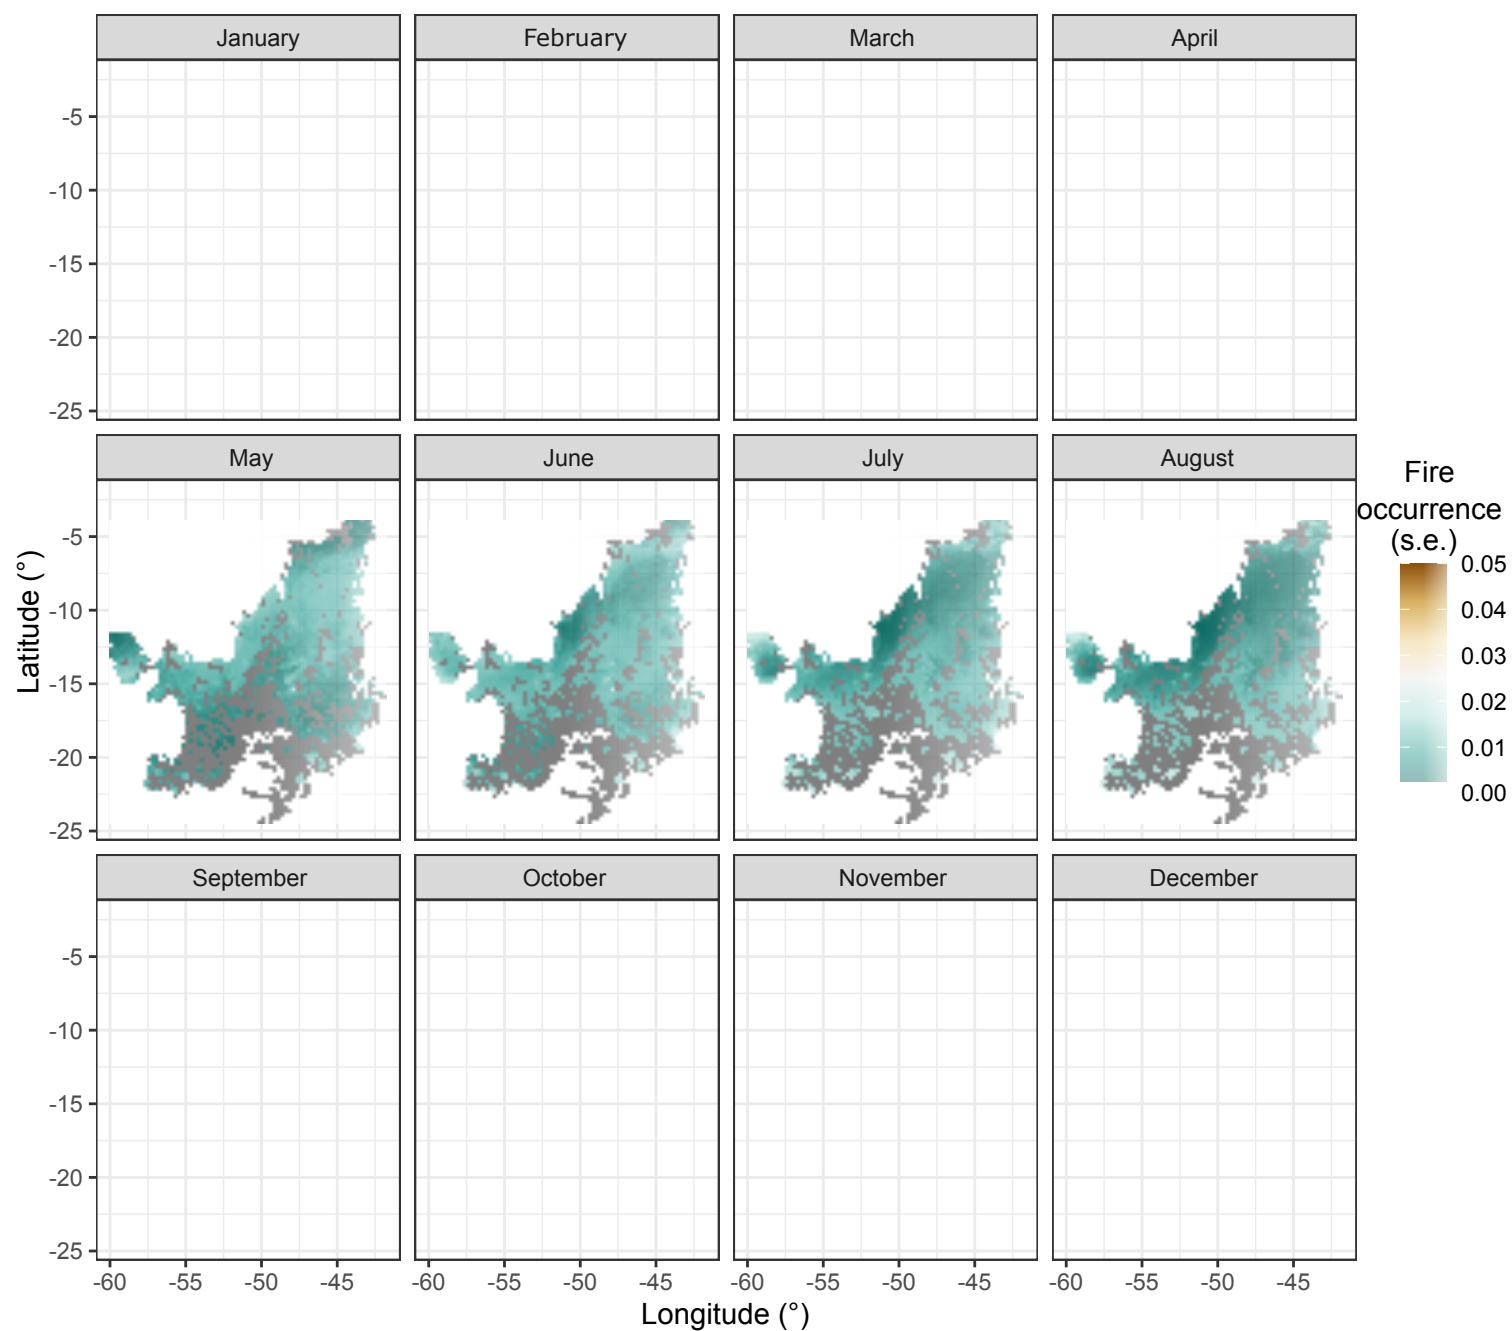 January February March April
-5
-10
-15
-20
-25
May June July August
-5
-10
-15
-20
-25
Latitude (°)
Fire
occurrence
(s.e.)
0.05
0.04
0.03
0.02
0.01
0.00
September October November December
-5
-10
-15
-20
-25
-60 -55 -50 -45 -60 -55 -50 -45 -60 -55 -50 -45 -60 -55 -50 -45
Longitude (°)